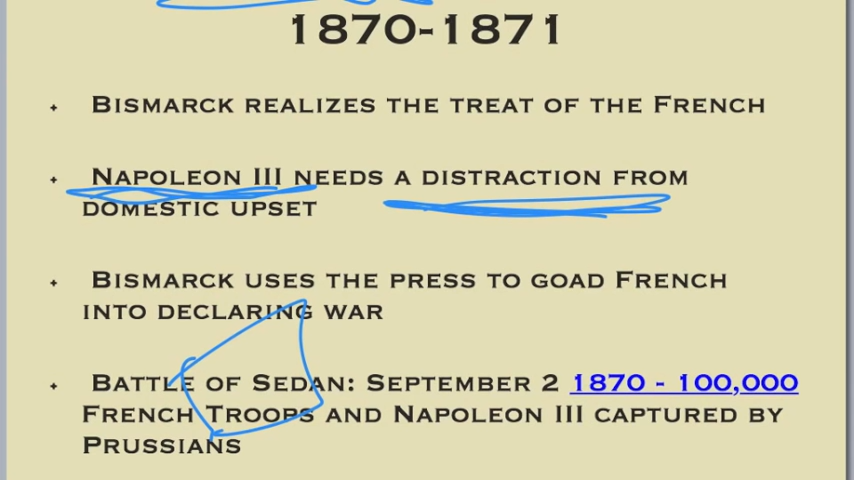 1870-1871
Bismarck realizes the treat of the French
Napoleon III needs a distraction from
domestic upset
Bismarck uses the press to goad French
into declaring war
Battle of Sedan: September 2 1870 - 100,000
French Troops and Napoleon III captured by
Prussians